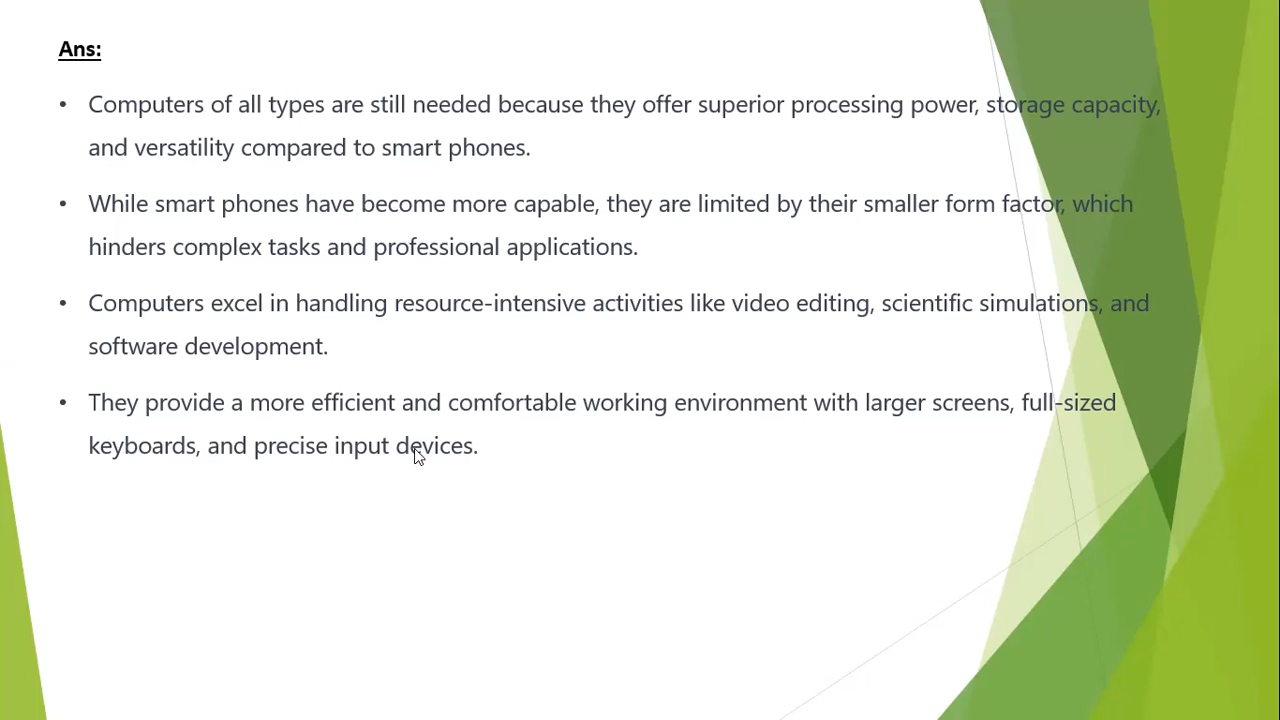 Ans:
• Computers of all types are still needed because they offer superior processing power, storage capacity,
and versatility compared to smart phones.
• While smart phones have become more capable, they are limited by their smaller form factor, which
hinders complex tasks and professional applications.
• Computers excel in handling resource-intensive activities like video editing, scientific simulations, and
software development.
• They provide a more efficient and comfortable working environment with larger screens, full-sized
keyboards, and precise input devices.